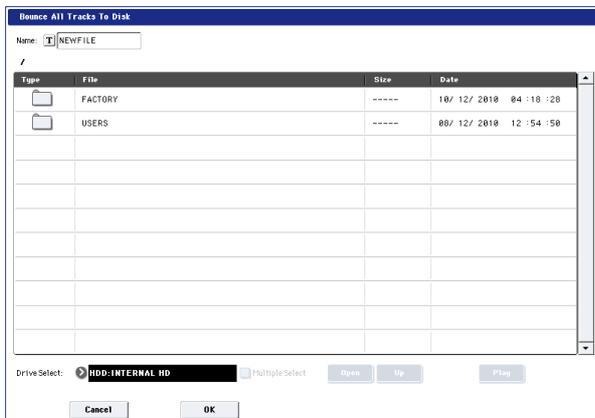 Bounce All Tracks To Disk
Name: T NEWFILE
/
Type File Size Date
FACTORY ----- 10/ 12/ 2010 04 :18 :28
USERS ----- 08/ 12/ 2010 12 :54 :50
Drive Select: HDD:INTERNAL HD Multiple Select Open Up Play
Cancel OK